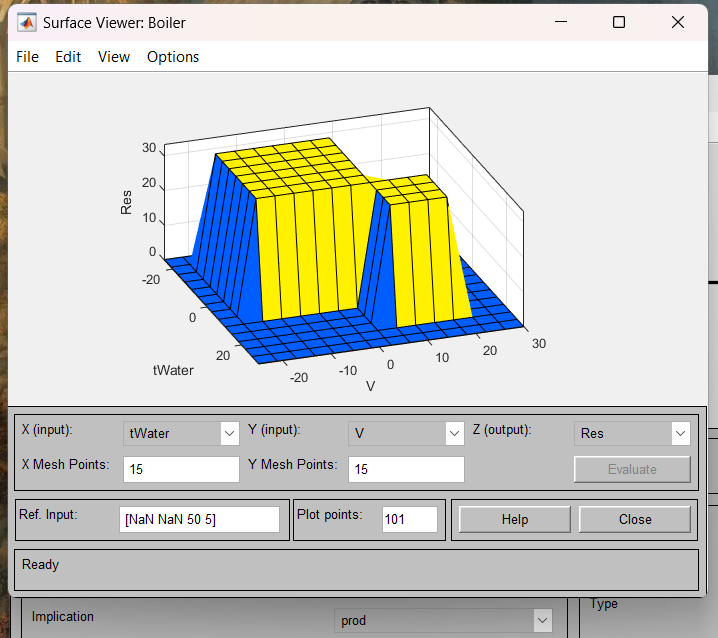 Surface Viewer: Boiler
File Edit View Options
30
20
10
0
Res
-20
0
20
tWater
-20
-10
0
10
20
30
V
X (input): tWater Y (input): V Z (output): Res
X Mesh Points: 15 Y Mesh Points: 15 Evaluate
Ref. Input: [NaN NaN 50 5] Plot points: 101 Help Close
Ready
Type
Implication prod